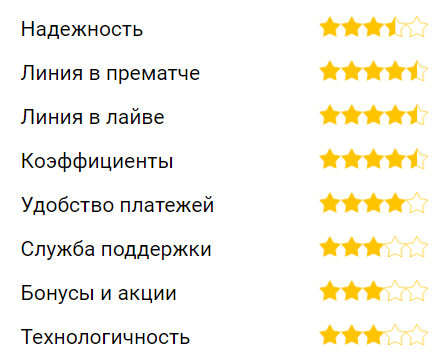 Надежность
Линия в прематче
Линия в лайве
Коэффициенты
Удобство платежей
Служба поддержки
Бонусы и акции
Технологичность